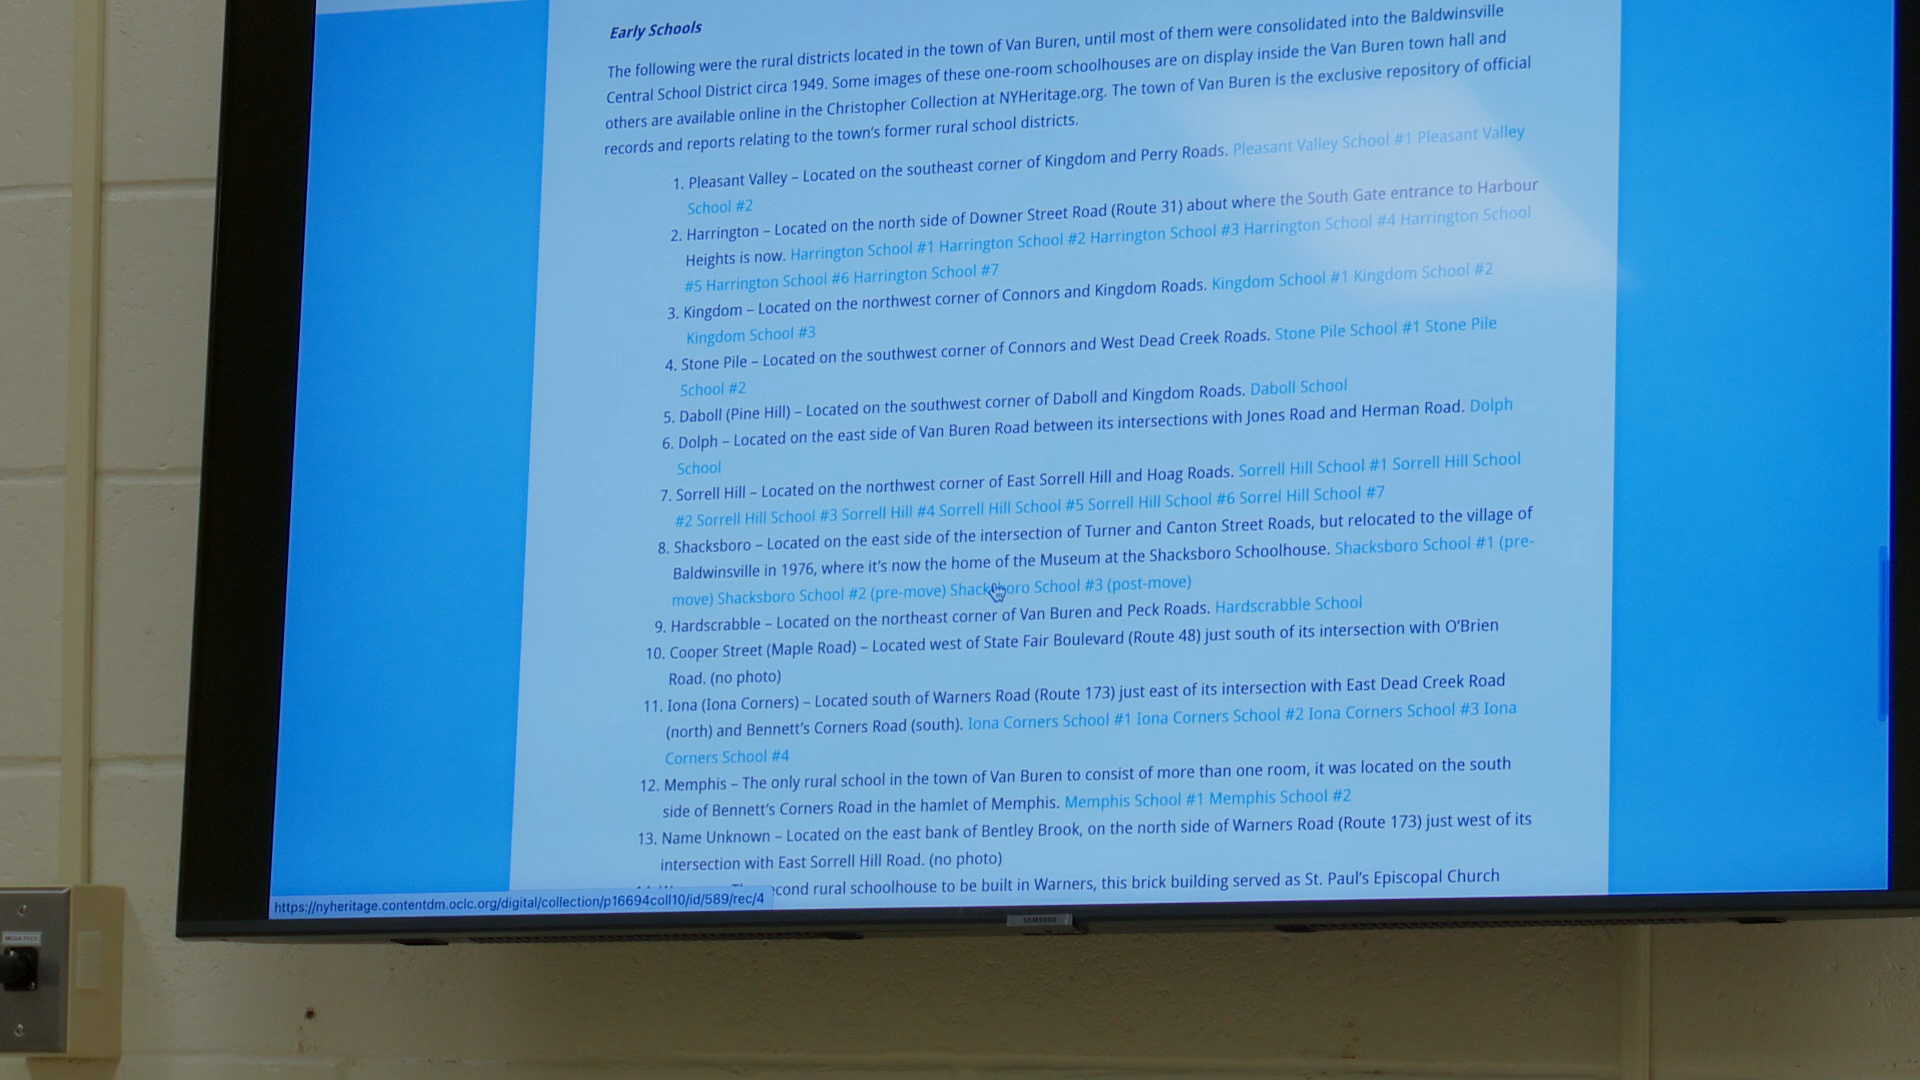 Early Schools
The following were the rural districts located in the town of Van Buren, until most of them were consolidated into the Baldwinsville
Central School District circa 1949. Some images of these one-room schoolhouses are on display inside the Van Buren town hall and
others are available online in the Christopher Collection at NYHeritage.org. The town of Van Buren is the exclusive repository of official
records and reports relating to the town's former rural school districts.
1. Pleasant Valley – Located on the southeast corner of Kingdom and Perry Roads. Pleasant Valley School #1 Pleasant Valley
School #2
2. Harrington – Located on the north side of Downer Street Road (Route 31) about where the South Gate entrance to Harbour
Heights is now. Harrington School #1 Harrington School #2 Harrington School #3 Harrington School #4 Harrington School
#5 Harrington School #6 Harrington School #7
3. Kingdom – Located on the northwest corner of Connors and Kingdom Roads. Kingdom School #1 Kingdom School #2
Kingdom School #3
4. Stone Pile – Located on the southwest corner of Connors and West Dead Creek Roads. Stone Pile School #1 Stone Pile
School #2
5. Daboll (Pine Hill) – Located on the southwest corner of Daboll and Kingdom Roads. Daboll School
6. Dolph – Located on the east side of Van Buren Road between its intersections with Jones Road and Herman Road. Dolph
School
7. Sorrell Hill – Located on the northwest corner of East Sorrell Hill and Hoag Roads. Sorrell Hill School #1 Sorrell Hill School
#2 Sorrell Hill School #3 Sorrell Hill #4 Sorrell Hill School #5 Sorrell Hill School #6 Sorrel Hill School #7
8. Shacksboro – Located on the east side of the intersection of Turner and Canton Street Roads, but relocated to the village of
Baldwinsville in 1976, where it's now the home of the Museum at the Shacksboro Schoolhouse. Shacksboro School #1 (pre-
move) Shacksboro School #2 (pre-move) Shacksboro School #3 (post-move)
9. Hardscrabble – Located on the northeast corner of Van Buren and Peck Roads. Hardscrabble School
10. Cooper Street (Maple Road) – Located west of State Fair Boulevard (Route 48) just south of its intersection with O'Brien
Road. (no photo)
11. Iona (Iona Corners) – Located south of Warners Road (Route 173) just east of its intersection with East Dead Creek Road
(north) and Bennett's Corners Road (south). Iona Corners School #1 Iona Corners School #2 Iona Corners School #3 Iona
Corners School #4
12. Memphis – The only rural school in the town of Van Buren to consist of more than one room, it was located on the south
side of Bennett's Corners Road in the hamlet of Memphis. Memphis School #1 Memphis School #2
13. Name Unknown – Located on the east bank of Bentley Brook, on the north side of Warners Road (Route 173) just west of its
intersection with East Sorrell Hill Road. (no photo)
rural schoolhouse to be built in Warners, this brick building served as St. Paul's Episcopal Church
https://nyheritage.contentdm.oclc.org/digital/collection/p16694coll10/id/589/rec/4
SAMSUNG
MEDIA FEED